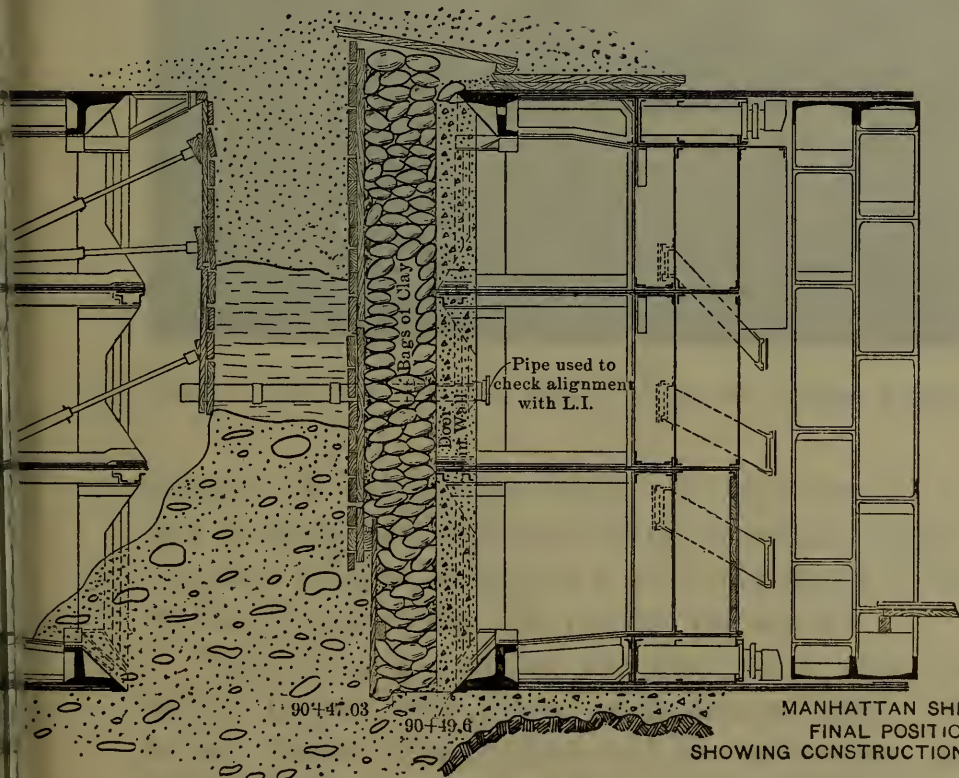 Bags of Clay
Door
in Wall
Pipe used to
check alignment
with L.I.
90+47.03
90+49.6
MANHATTAN SHI
FINAL POSITIO
SHOWING CONSTRUCTION